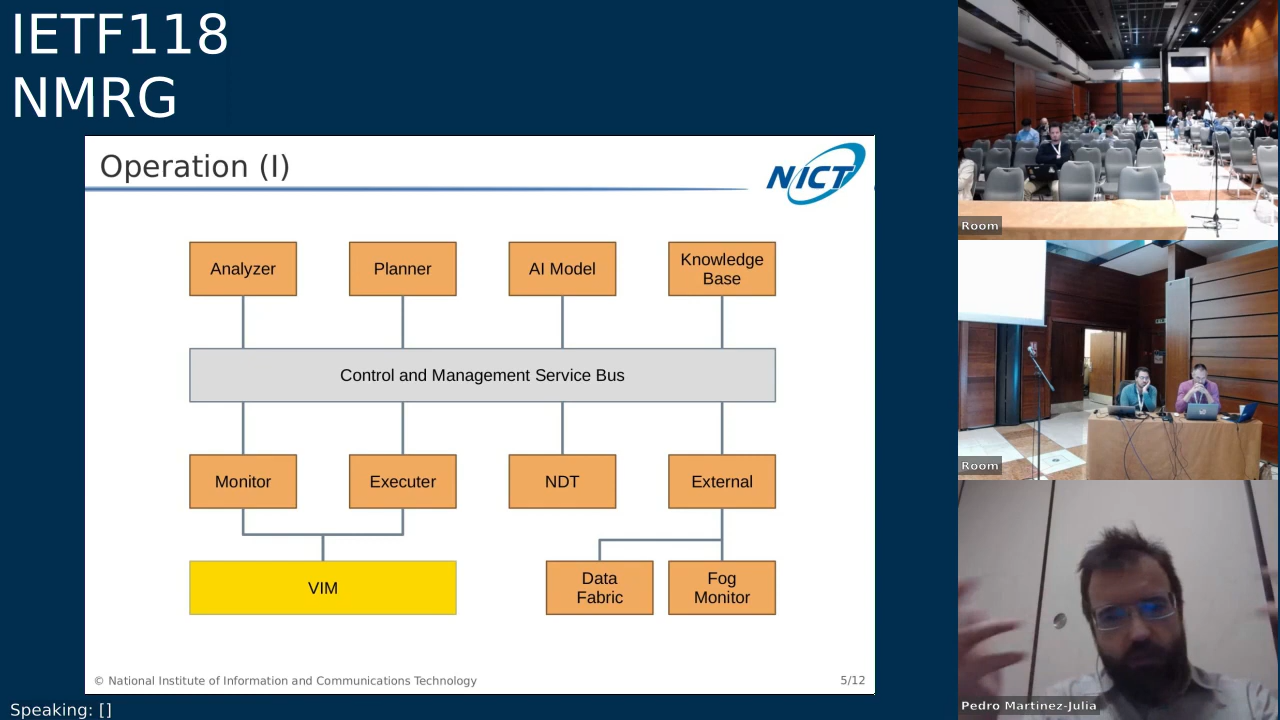 IETF118
NMRG
Operation (I)
NICT
Analyzer
Planner
AI Model
Knowledge
Base
Control and Management Service Bus
Monitor
Executer
NDT
External
VIM
Data
Fabric
Fog
Monitor
© National Institute of Information and Communications Technology
5/12
Speaking: []
Room
Room
Pedro Martinez-Julia